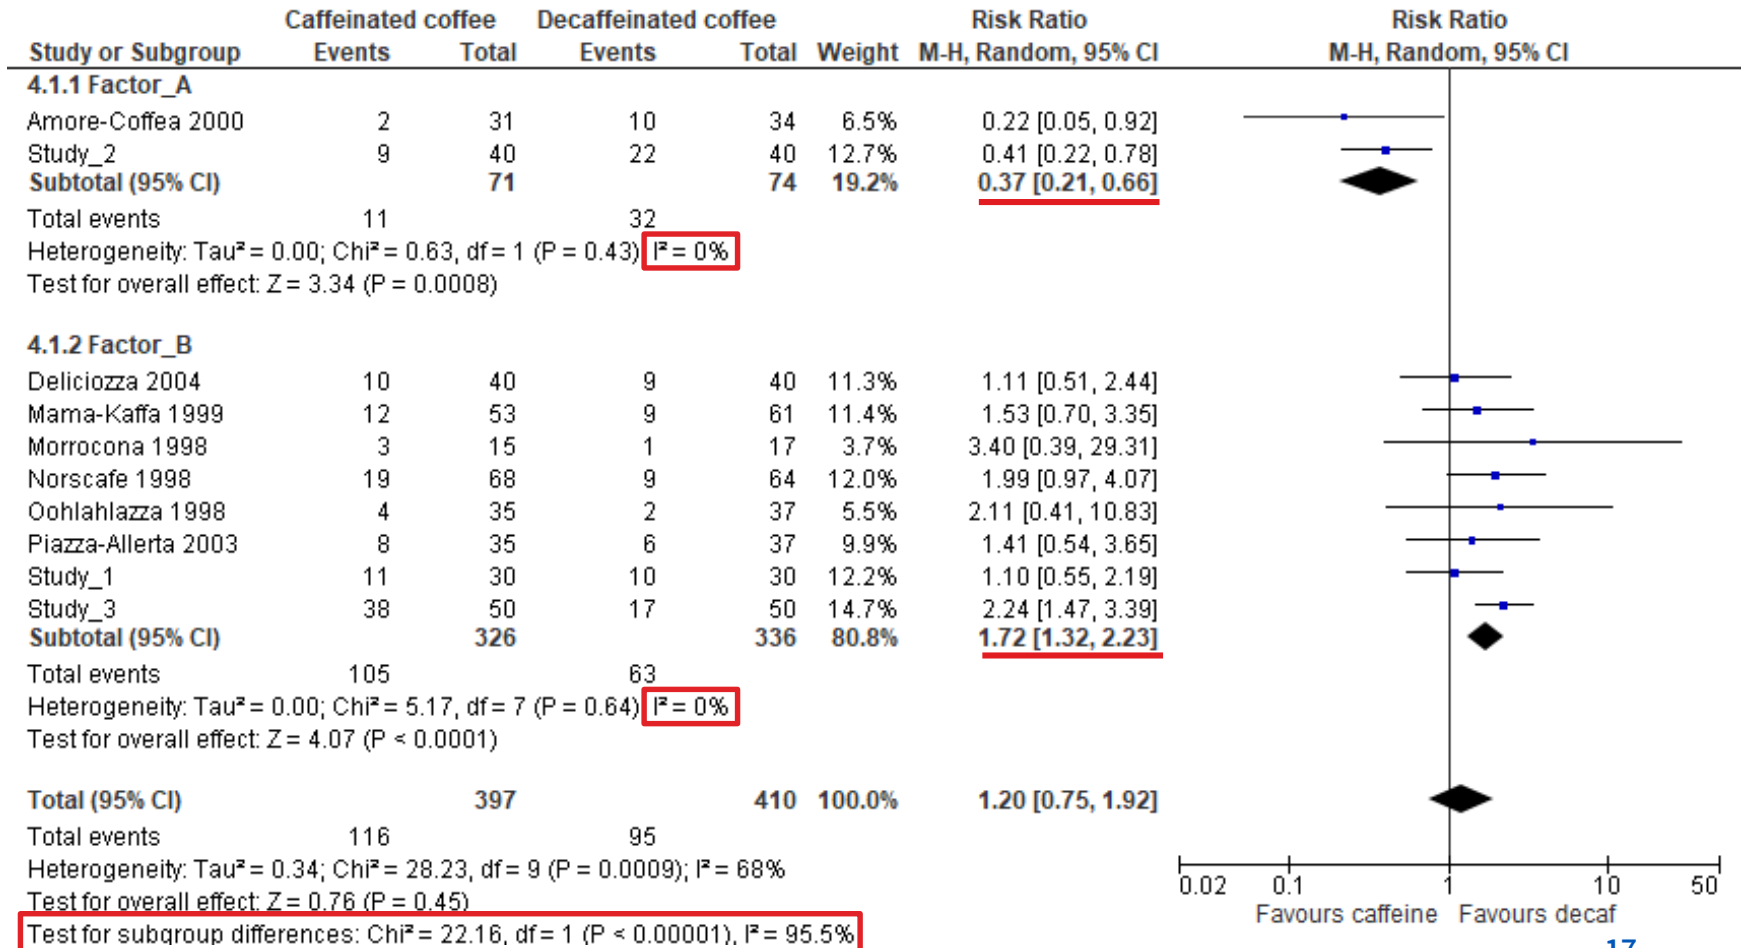 Caffeinated coffee Decaffeinated coffee Risk Ratio Risk Ratio
Study or Subgroup Events Total Events Total Weight M-H, Random, 95% CI M-H, Random, 95% CI
4.1.1 Factor_A
Amore-Coffea 2000 2 31 10 34 6.5% 0.22 [0.05, 0.92]
Study_2 9 40 22 40 12.7% 0.41 [0.22, 0.78]
Subtotal (95% CI) 71 74 19.2% 0.37 [0.21, 0.66]
Total events 11 32
Heterogeneity: Tau² = 0.00; Chi² = 0.63, df = 1 (P = 0.43) I² = 0%
Test for overall effect: Z = 3.34 (P = 0.0008)
4.1.2 Factor_B
Deliciozza 2004 10 40 9 40 11.3% 1.11 [0.51, 2.44]
Mama-Kaffa 1999 12 53 9 61 11.4% 1.53 [0.70, 3.35]
Morrocona 1998 3 15 1 17 3.7% 3.40 [0.39, 29.31]
Norscafe 1998 19 68 9 64 12.0% 1.99 [0.97, 4.07]
Oohlahlazza 1998 4 35 2 37 5.5% 2.11 [0.41, 10.83]
Piazza-Allerta 2003 8 35 6 37 9.9% 1.41 [0.54, 3.65]
Study_1 11 30 10 30 12.2% 1.10 [0.55, 2.19]
Study_3 38 50 17 50 14.7% 2.24 [1.47, 3.39]
Subtotal (95% CI) 326 336 80.8% 1.72 [1.32, 2.23]
Total events 105 63
Heterogeneity: Tau² = 0.00; Chi² = 5.17, df = 7 (P = 0.64) I² = 0%
Test for overall effect: Z = 4.07 (P < 0.0001)
Total (95% CI) 397 410 100.0% 1.20 [0.75, 1.92]
Total events 116 95
Heterogeneity: Tau² = 0.34; Chi² = 28.23, df = 9 (P = 0.0009); I² = 68%
Test for overall effect: Z = 0.76 (P = 0.45)
Test for subgroup differences: Chi² = 22.16, df = 1 (P < 0.00001), I² = 95.5%
0.02 0.1 1 10 50
Favours caffeine Favours decaf
17